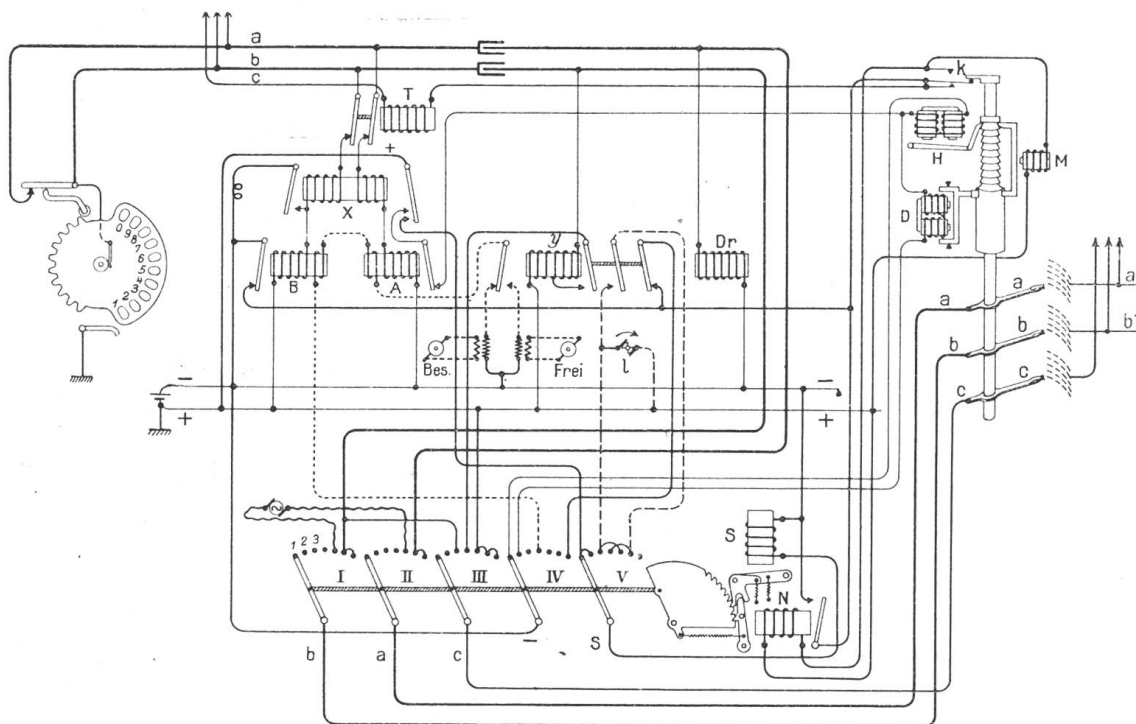 a
b
c
T
+
k
H
M
X
D
y
Dr
B
A
0 9 8 7 6 5 4 3 2 1
a
a
a
b
b
b'
c
c
Bes.
Frei
l
−
+
−
+
1 2 3
I
II
III
IV
V
S
N
b
a
c
−
S